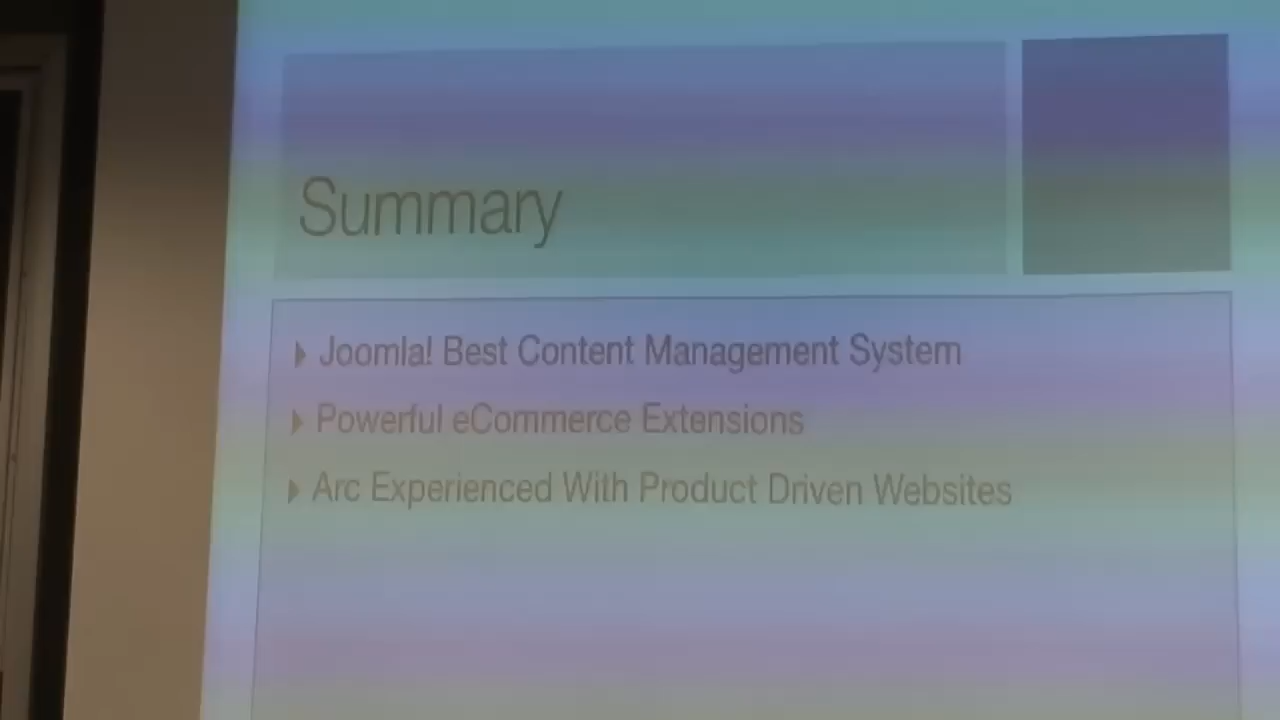 Summary
Joomla! Best Content Management System
Powerful eCommerce Extensions
Arc Experienced With Product Driven Websites